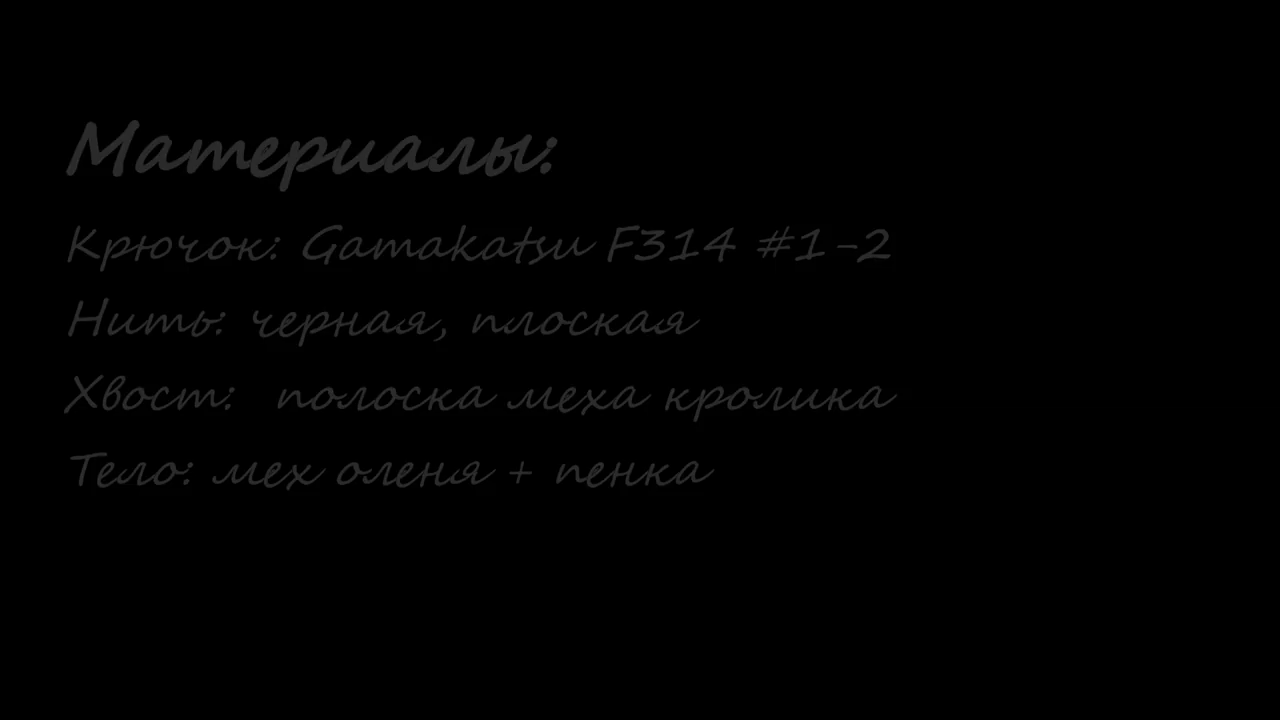 Материалы:
Крючок: Gamakatsu F314 #1-2
Нить: черная, плоская
Хвост: полоска меха кролика
Тело: мех оленя + пенка